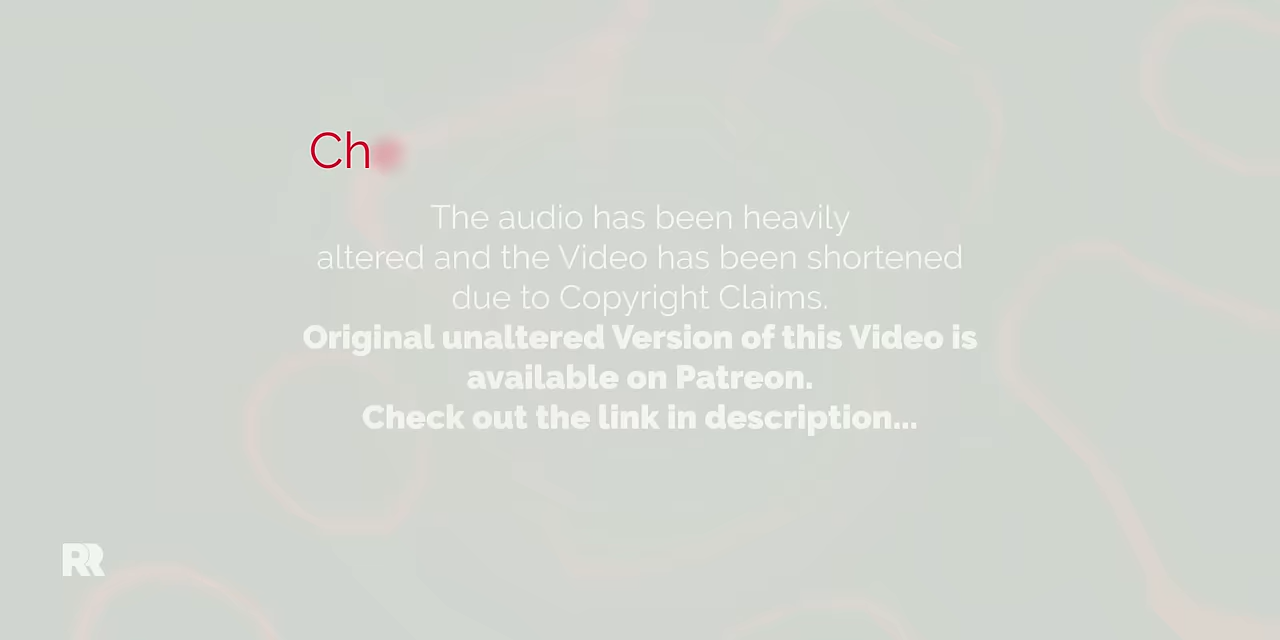 Ch
The audio has been heavily
altered and the Video has been shortened
due to Copyright Claims.
Original unaltered Version of this Video is
available on Patreon.
Check out the link in description...
RR